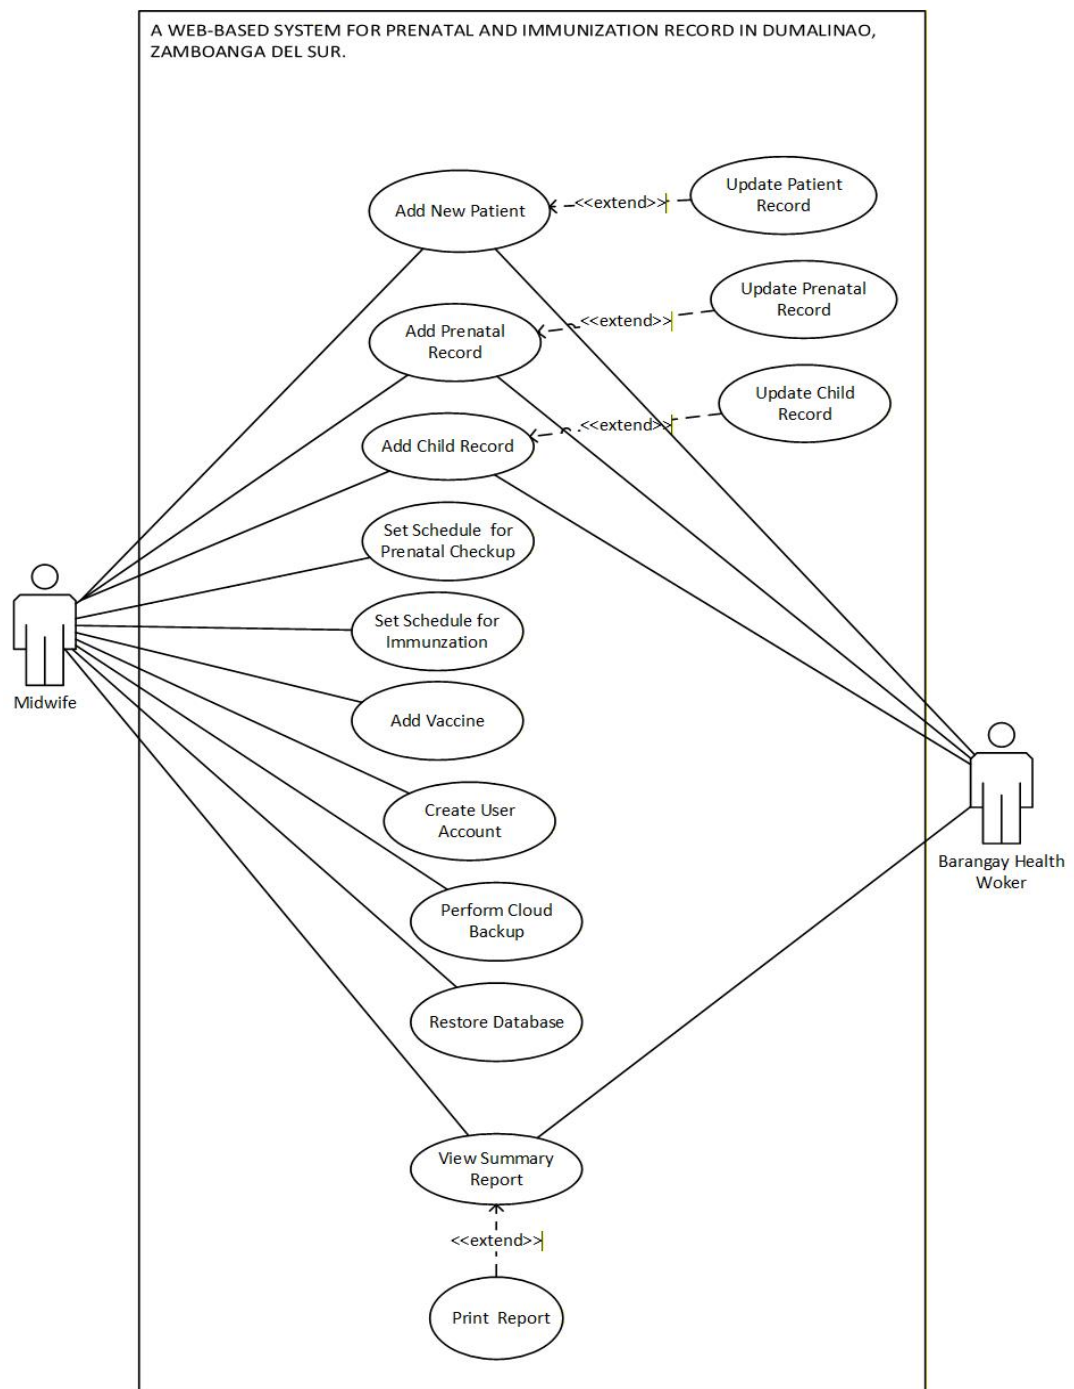 A WEB-BASED SYSTEM FOR PRENATAL AND IMMUNIZATION RECORD IN DUMALINAO,
ZAMBOANGA DEL SUR.
Add New Patient
<<extend>>
Update Patient
Record
Add Prenatal
Record
<<extend>>
Update Prenatal
Record
Add Child Record
<<extend>>
Update Child
Record
Set Schedule for
Prenatal Checkup
Set Schedule for
Immunzation
Midwife
Add Vaccine
Create User
Account
Barangay Health
Woker
Perform Cloud
Backup
Restore Database
View Summary
Report
<<extend>>
Print Report